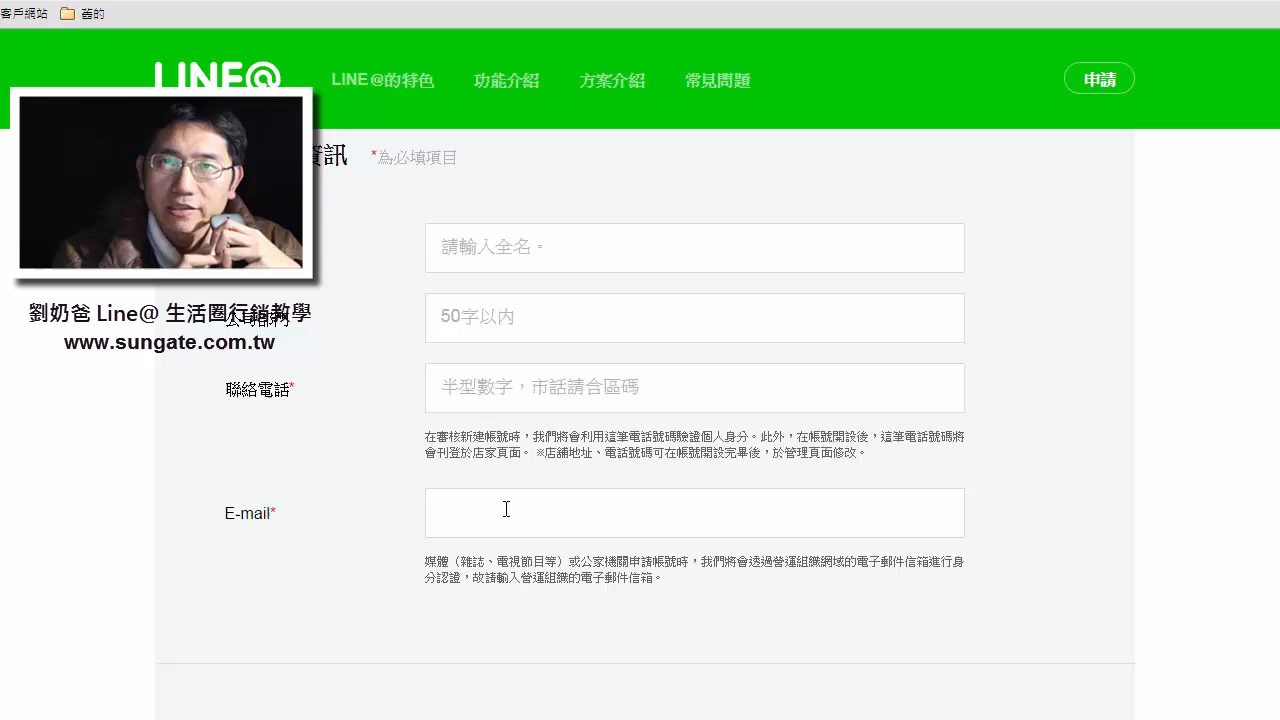 客戶網站 舊的
LINE@ LINE@的特色 功能介紹 方案介紹 常見問題 申請
資訊 *為必填項目
請輸入全名。
劉奶爸 Line@ 生活圈行銷教學
公司部門
50字以內
www.sungate.com.tw
聯絡電話*
半型數字，市話請含區碼
在審核新建帳號時，我們將會利用這筆電話號碼驗證個人身分。此外，在帳號開設後，這筆電話號碼將
會刊登於店家頁面。 ※店鋪地址、電話號碼可在帳號開設完畢後，於管理頁面修改。
E-mail*
媒體（雜誌、電視節目等）或公家機關申請帳號時，我們將會透過營運組織網域的電子郵件信箱進行身
分認證，故請輸入營運組織的電子郵件信箱。